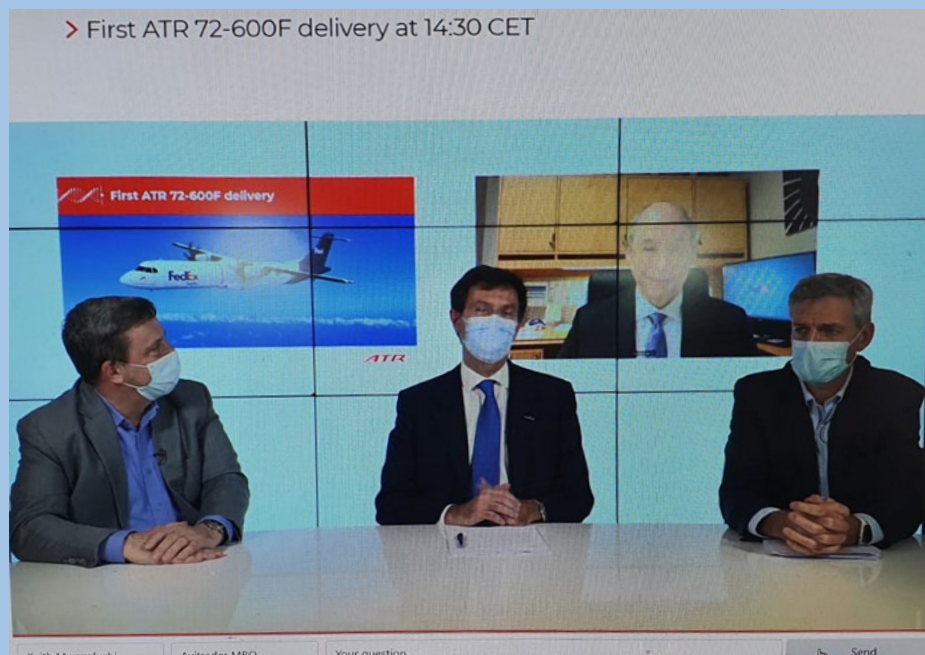 > First ATR 72-600F delivery at 14:30 CET
First ATR 72-600F delivery
FedEx
ATR
Your question
Send